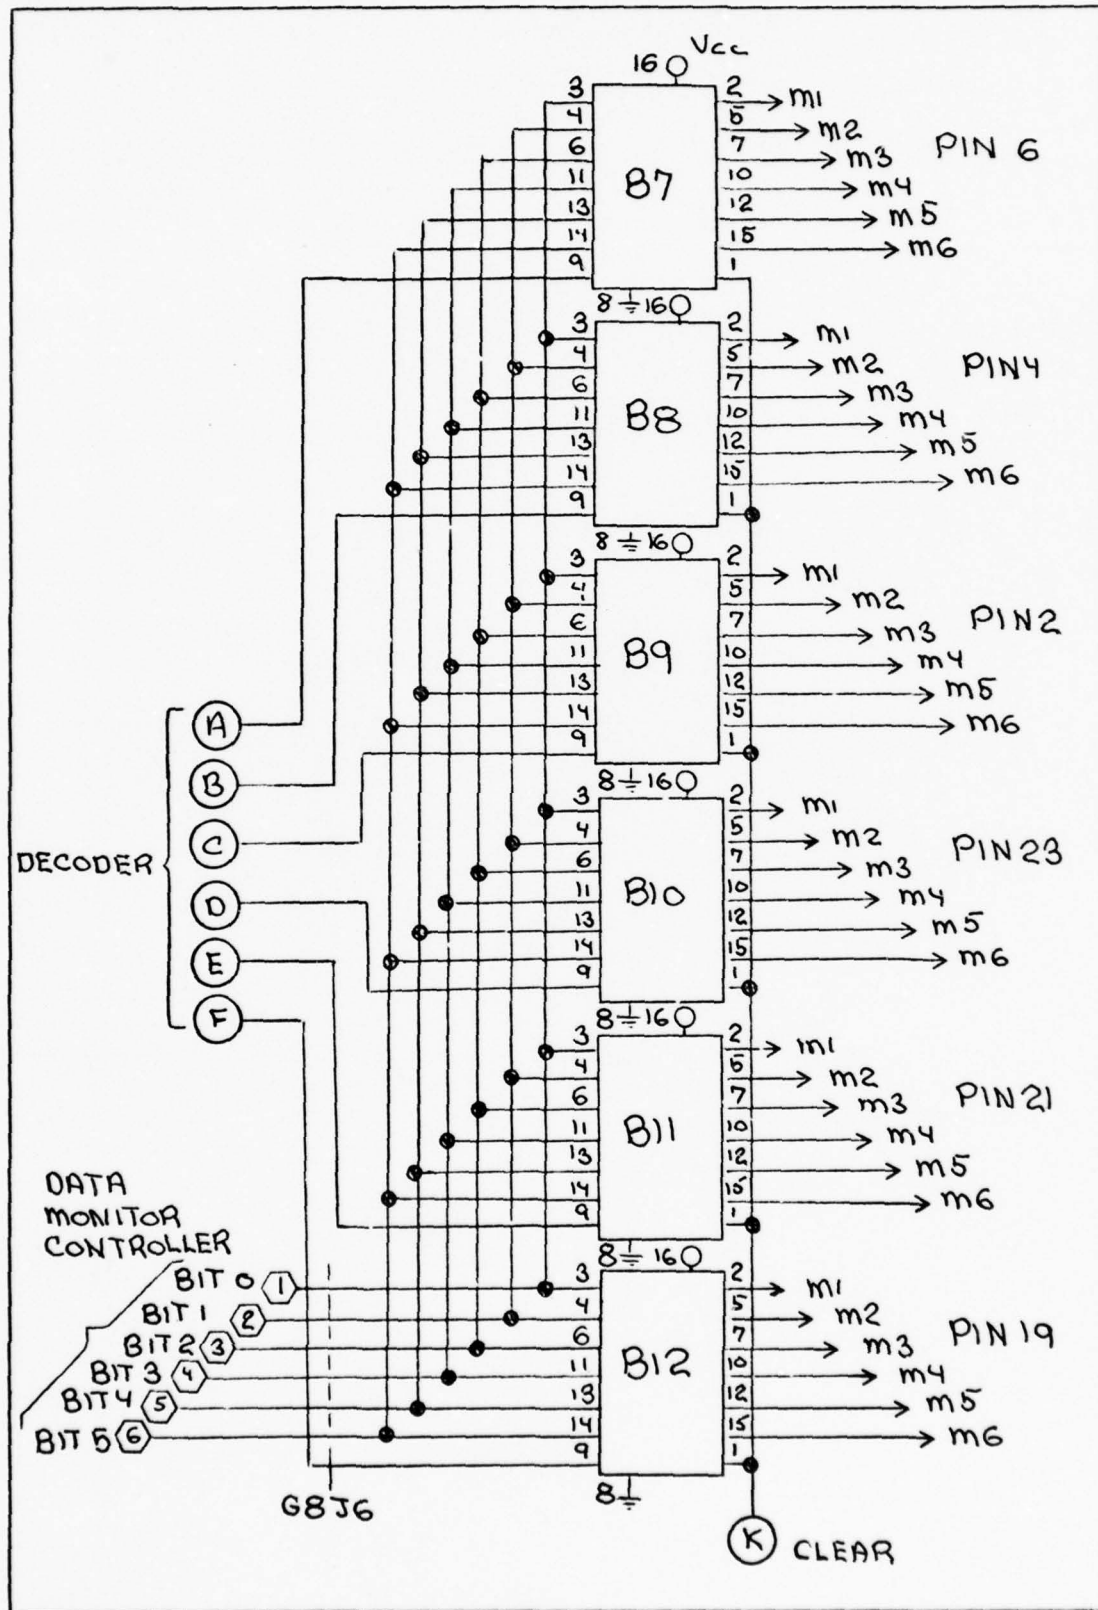 Vcc
16
B7
3
4
6
11
13
14
9
2 m1
5 m2
7 m3
10 m4
12 m5
15 m6
1
PIN 6
8 16
B8
3
4
6
11
13
14
9
2 m1
5 m2
7 m3
10 m4
12 m5
15 m6
1
PIN4
8 16
B9
3
4
6
11
13
14
9
2 m1
5 m2
7 m3
10 m4
12 m5
15 m6
1
PIN2
8 16
B10
3
4
6
11
13
14
9
2 m1
5 m2
7 m3
10 m4
12 m5
15 m6
1
PIN23
8 16
B11
3
4
6
11
13
14
9
2 m1
5 m2
7 m3
10 m4
12 m5
15 m6
1
PIN21
8 16
B12
3
4
6
11
13
14
9
2 m1
5 m2
7 m3
10 m4
12 m5
15 m6
1
PIN 19
8
DECODER
A
B
C
D
E
F
DATA
MONITOR
CONTROLLER
BIT 0 1
BIT 1 2
BIT 2 3
BIT 3 4
BIT 4 5
BIT 5 6
G8J6
K CLEAR